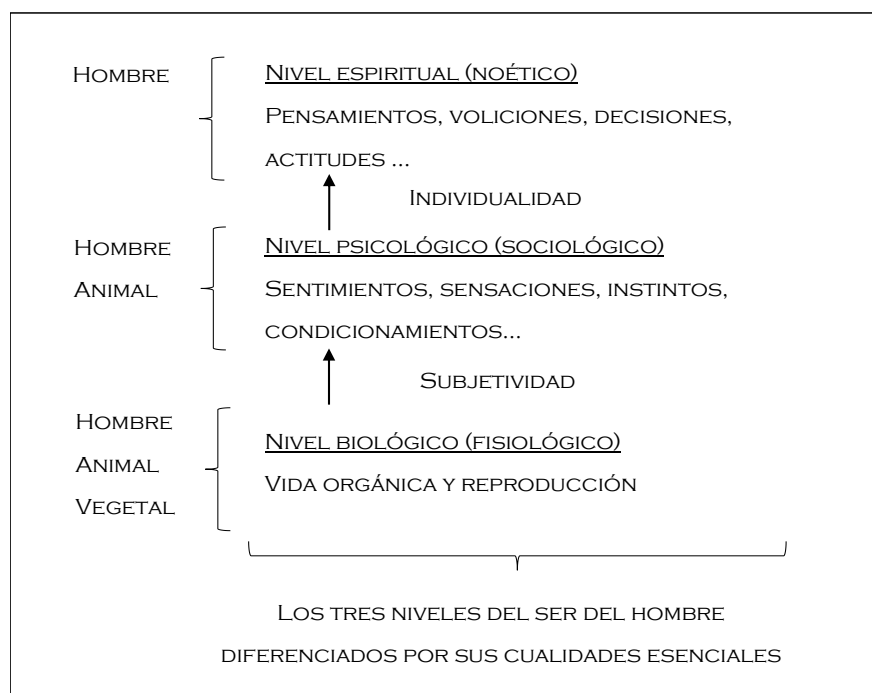 Hombre
Nivel espiritual (noético)
Pensamientos, voliciones, decisiones,
actitudes ...
Individualidad
Hombre
Animal
Nivel psicológico (sociológico)
Sentimientos, sensaciones, instintos,
condicionamientos...
Subjetividad
Hombre
Animal
Vegetal
Nivel biológico (fisiológico)
Vida orgánica y reproducción
Los tres niveles del ser del hombre
diferenciados por sus cualidades esenciales